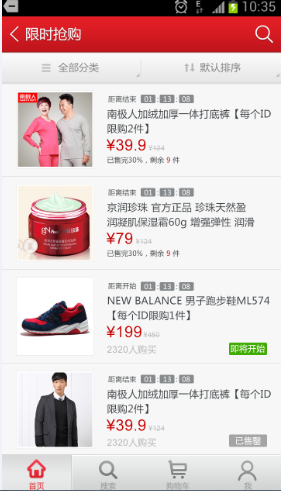 10:35
限时抢购
全部分类
默认排序
南极人
距离结束 01:13:08
南极人加绒加厚一体打底裤【每个ID
限购2件】
¥39.9 ¥124
已售完30%，剩余 9 件
距离结束 01:13:08
京润珍珠 官方正品 珍珠天然盈
润凝肌保湿霜60g 增强弹性 润滑
¥79 ¥124
已售完30%，剩余 9 件
距离开始 01:13:08
NEW BALANCE 男子跑步鞋ML574
【每个ID限购1件】
¥199 ¥450
2320人购买
即将开始
距离结束 01:13:08
南极人加绒加厚一体打底裤【每个ID
限购2件】
¥39.9 ¥124
2320人购买
已售罄
首页
搜索
购物车
我